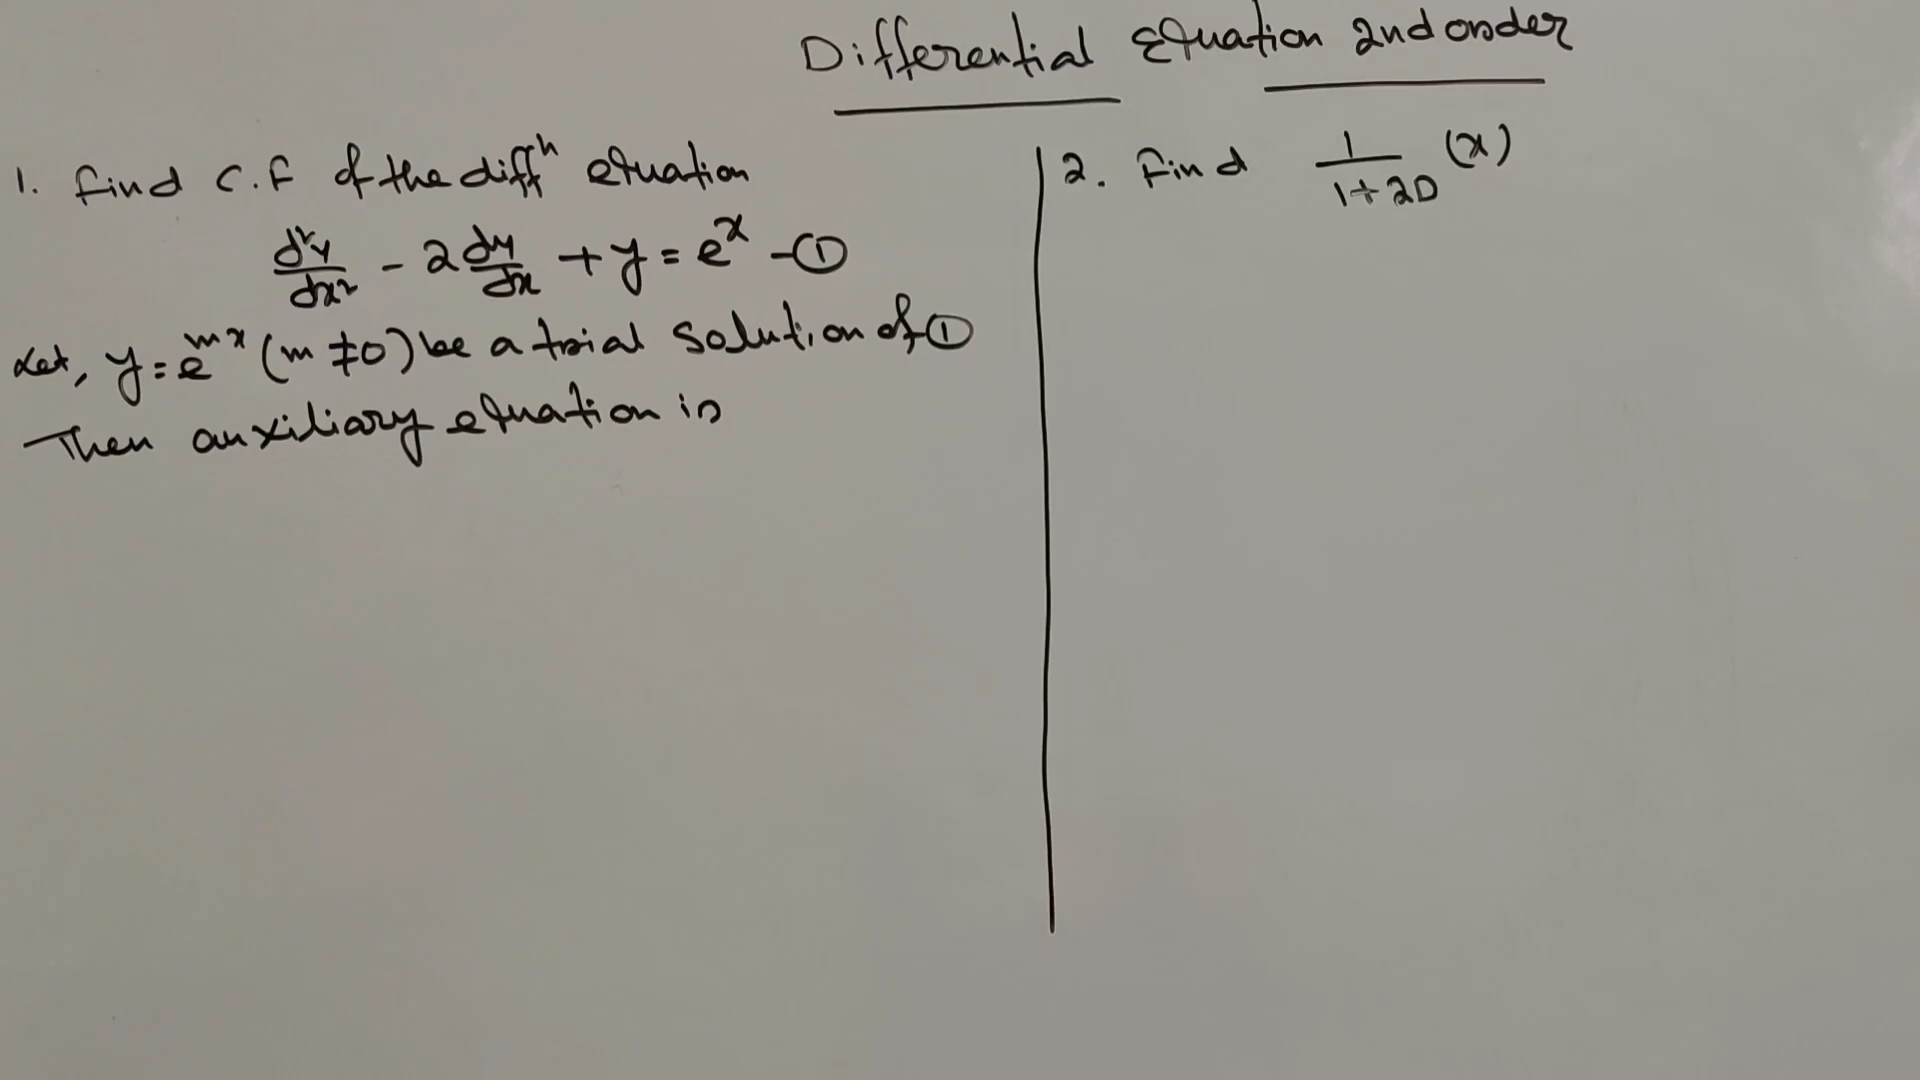 Differential Equation 2nd order
1. Find C.F of the diffⁿ equation
d²y/dx² - 2 dy/dx + y = eˣ - ①
Let, y = e^{mx} (m ≠ 0) be a trial solution of ①
Then auxiliary equation is
2. Find 1/(1+2D) (x)